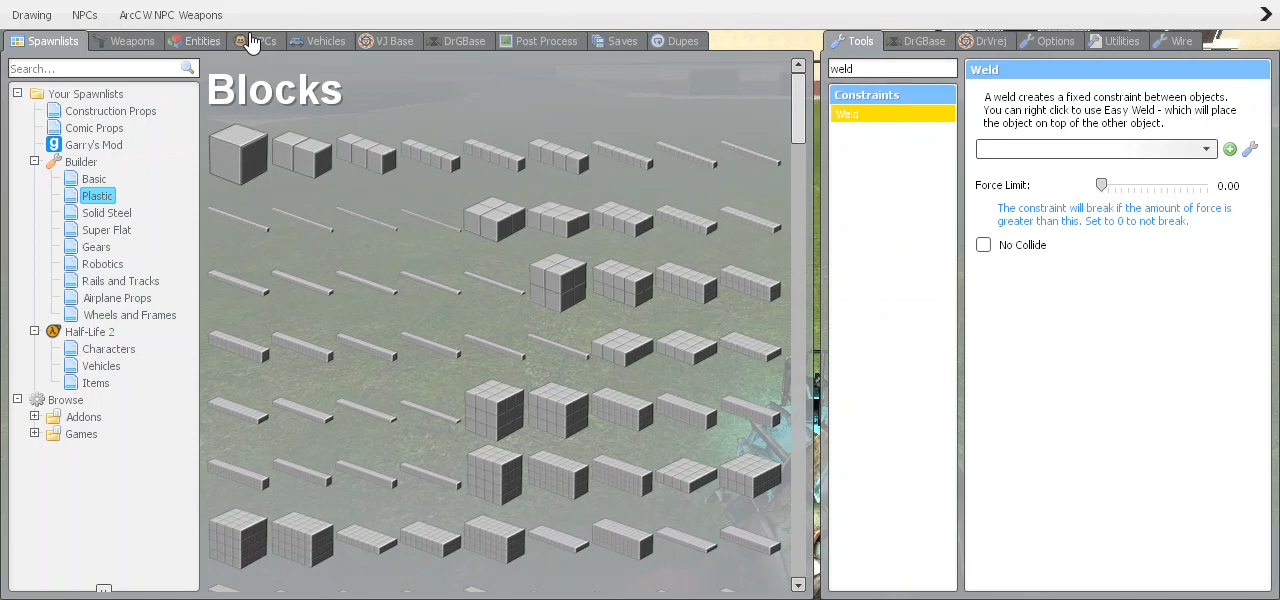 Drawing NPCs ArcCW NPC Weapons
Spawnlists Weapons Entities Vehicles VJ Base DrGBase Post Process Saves Dupes
Tools DrGBase DrVrej Options Utilities Wire
Search...
Your Spawnlists
Construction Props
Comic Props
Garry's Mod
Builder
Basic
Plastic
Solid Steel
Super Flat
Gears
Robotics
Rails and Tracks
Airplane Props
Wheels and Frames
Half-Life 2
Characters
Vehicles
Items
Browse
Addons
Games
Blocks
weld
Constraints
Weld
Weld
A weld creates a fixed constraint between objects.
You can right click to use Easy Weld - which will place
the object on top of the other object.
Force Limit: 0.00
The constraint will break if the amount of force is
greater than this. Set to 0 to not break.
No Collide